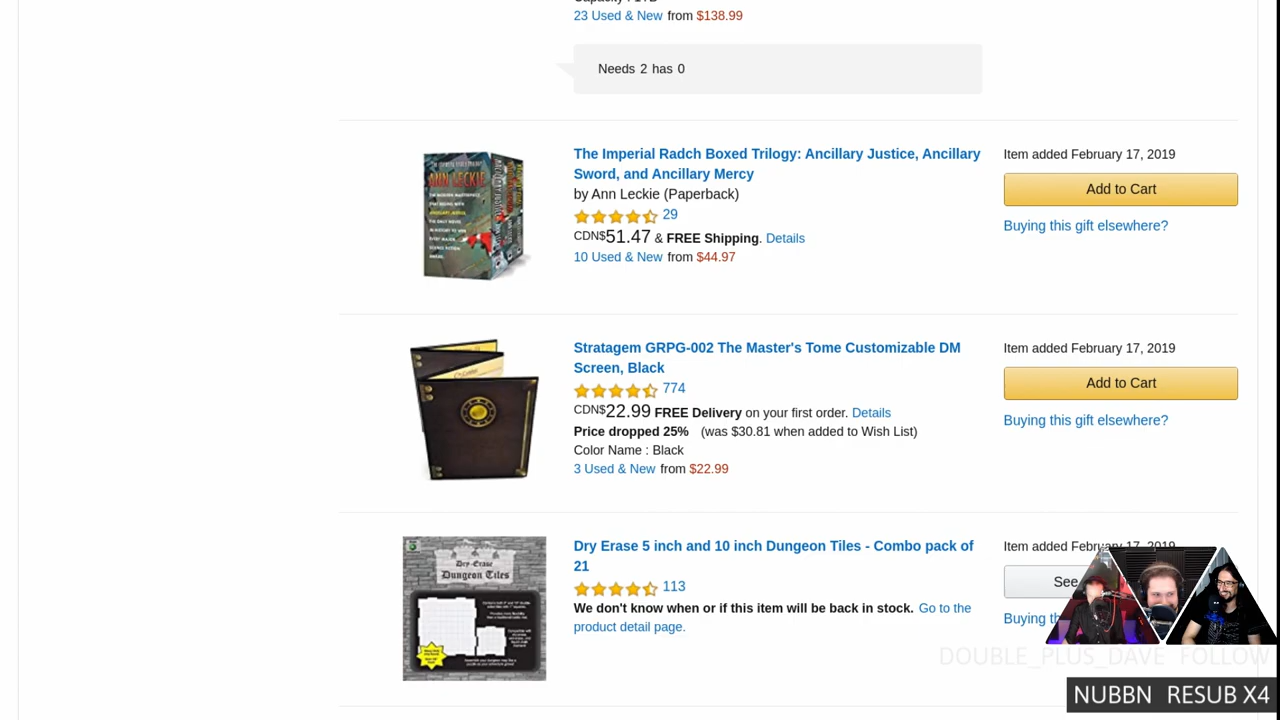 23 Used & New from $138.99
Needs 2 has 0
The Imperial Radch Boxed Trilogy: Ancillary Justice, Ancillary
Sword, and Ancillary Mercy
by Ann Leckie (Paperback)
29
CDN$51.47 & FREE Shipping. Details
10 Used & New from $44.97
Item added February 17, 2019
Add to Cart
Buying this gift elsewhere?
ANN LECKIE
Stratagem GRPG-002 The Master's Tome Customizable DM
Screen, Black
774
CDN$22.99 FREE Delivery on your first order. Details
Price dropped 25% (was $30.81 when added to Wish List)
Color Name : Black
3 Used & New from $22.99
Item added February 17, 2019
Add to Cart
Buying this gift elsewhere?
Dry Erase 5 inch and 10 inch Dungeon Tiles - Combo pack of
21
113
We don't know when or if this item will be back in stock. Go to the
product detail page.
Item added February 17, 2019
See
Buying
Dry-Erase
Dungeon Tiles
DOUBLE_PLUS_DAVE FOLLOW
NUBBN RESUB X4